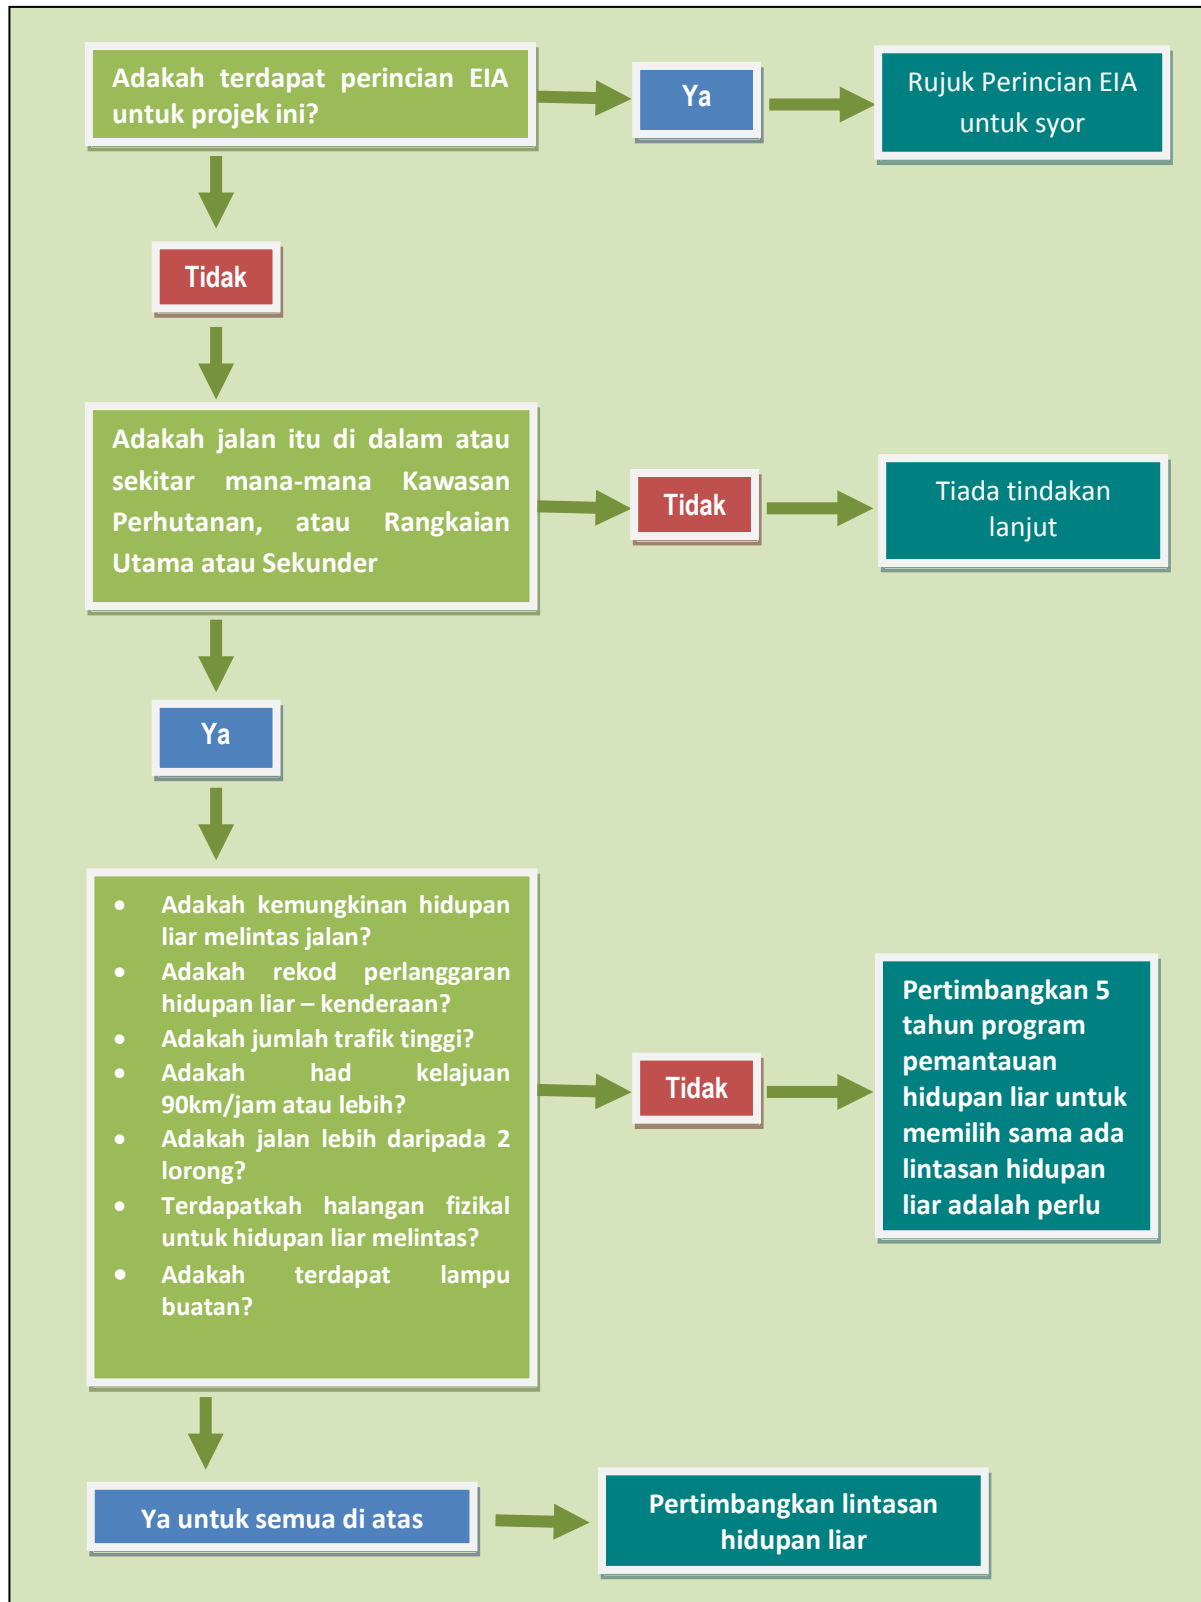 Adakah terdapat perincian EIA
untuk projek ini?
Ya
Rujuk Perincian EIA
untuk syor
Tidak
Adakah jalan itu di dalam atau
sekitar mana-mana Kawasan
Perhutanan, atau Rangkaian
Utama atau Sekunder
Tidak
Tiada tindakan
lanjut
Ya
• Adakah kemungkinan hidupan
liar melintas jalan?
• Adakah rekod perlanggaran
hidupan liar – kenderaan?
• Adakah jumlah trafik tinggi?
• Adakah had kelajuan
90km/jam atau lebih?
• Adakah jalan lebih daripada 2
lorong?
• Terdapatkah halangan fizikal
untuk hidupan liar melintas?
• Adakah terdapat lampu
buatan?
Tidak
Pertimbangkan 5
tahun program
pemantauan
hidupan liar untuk
memilih sama ada
lintasan hidupan
liar adalah perlu
Ya untuk semua di atas
Pertimbangkan lintasan
hidupan liar